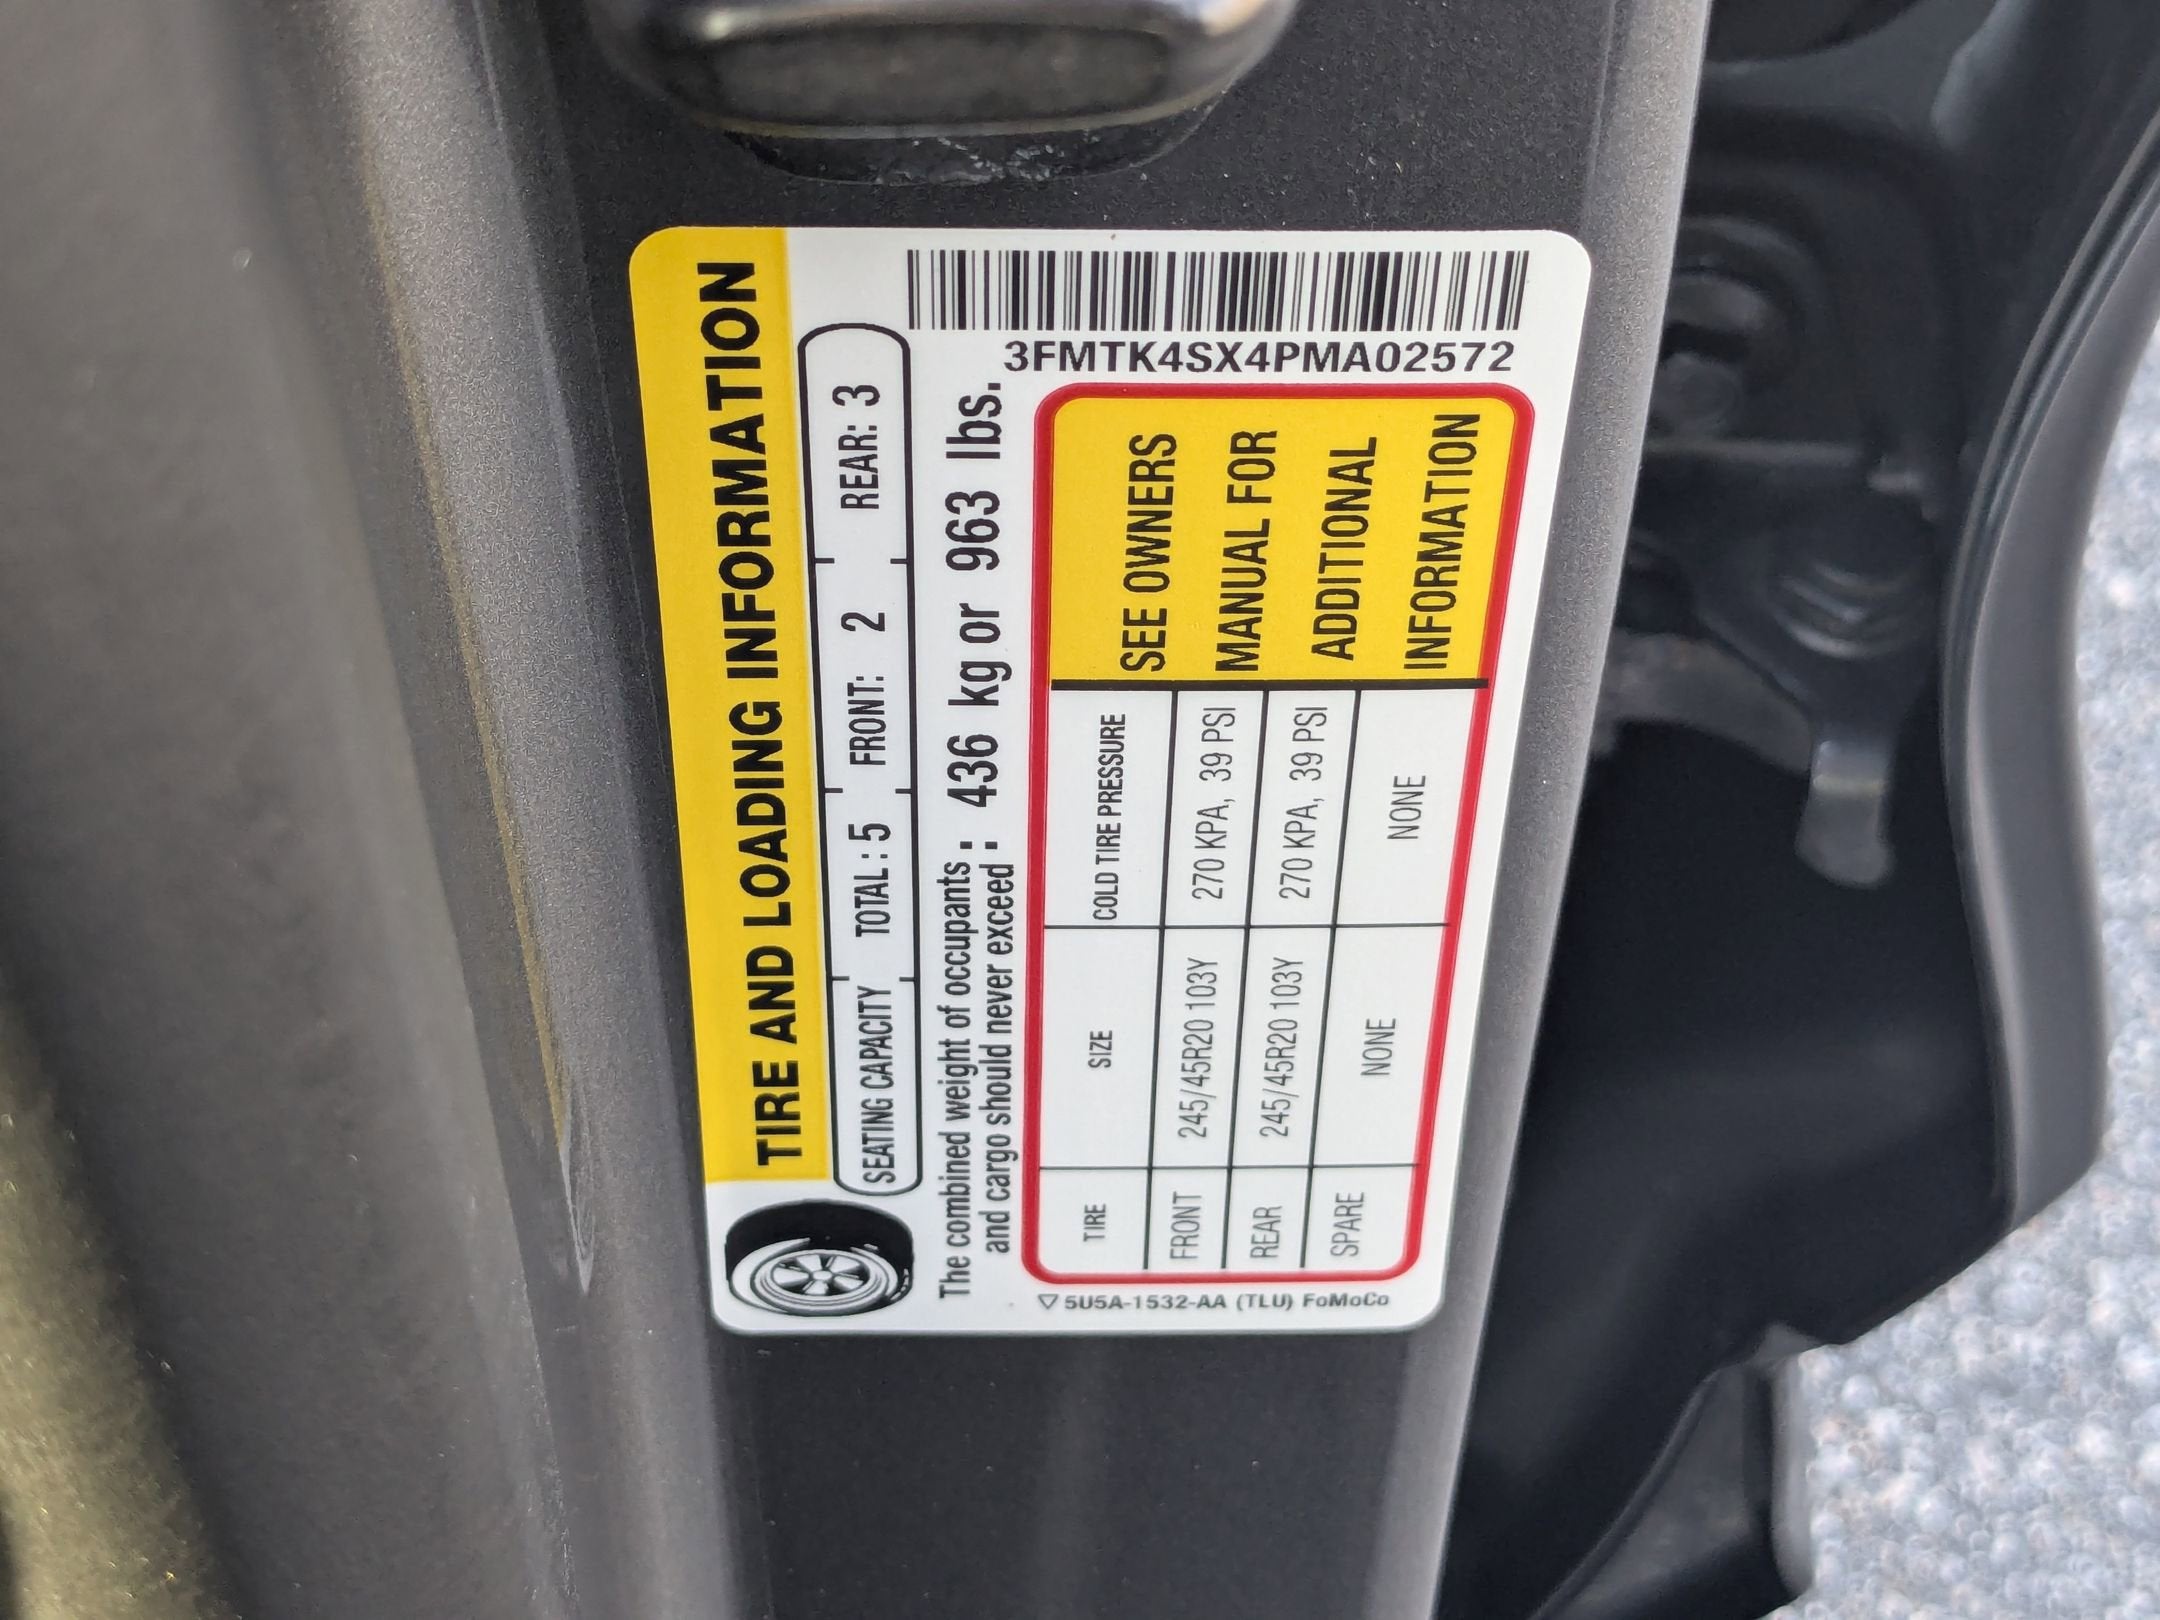 TIRE AND LOADING INFORMATION
SEATING CAPACITY TOTAL : 5 FRONT: 2 REAR: 3
The combined weight of occupants : 436 kg or 963 lbs.
and cargo should never exceed :
3FMTK4SX4PMA02572
TIRE SIZE COLD TIRE PRESSURE
FRONT 245/45R20 103Y 270 KPA, 39 PSI
REAR 245/45R20 103Y 270 KPA, 39 PSI
SPARE NONE NONE
SEE OWNERS
MANUAL FOR
ADDITIONAL
INFORMATION
5U5A-1532-AA (TLU) FoMoCo